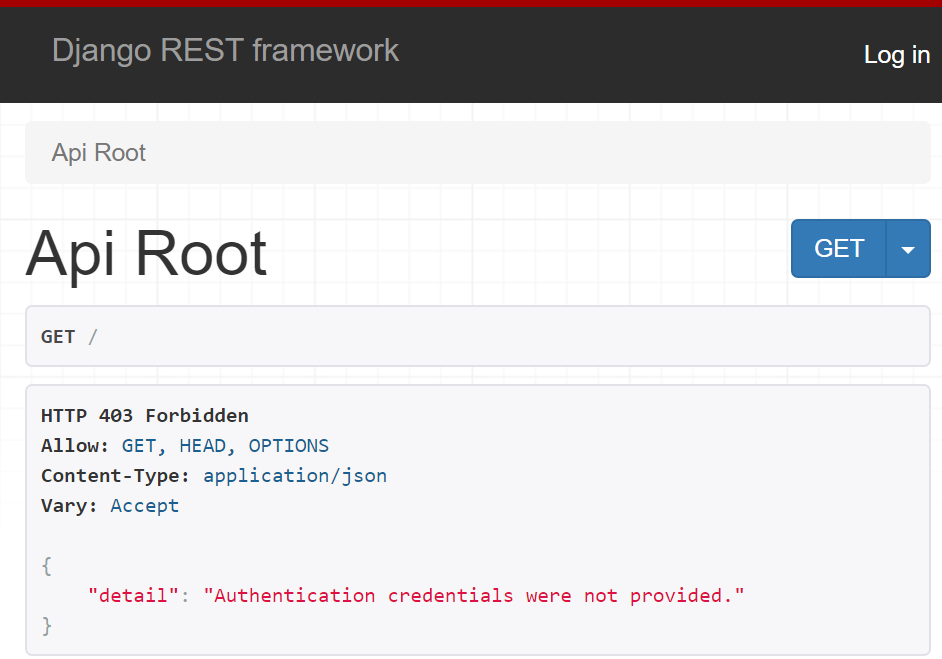 Django REST framework
Log in
Api Root
Api Root
GET
GET /
HTTP 403 Forbidden
Allow: GET, HEAD, OPTIONS
Content-Type: application/json
Vary: Accept
{
    "detail": "Authentication credentials were not provided."
}